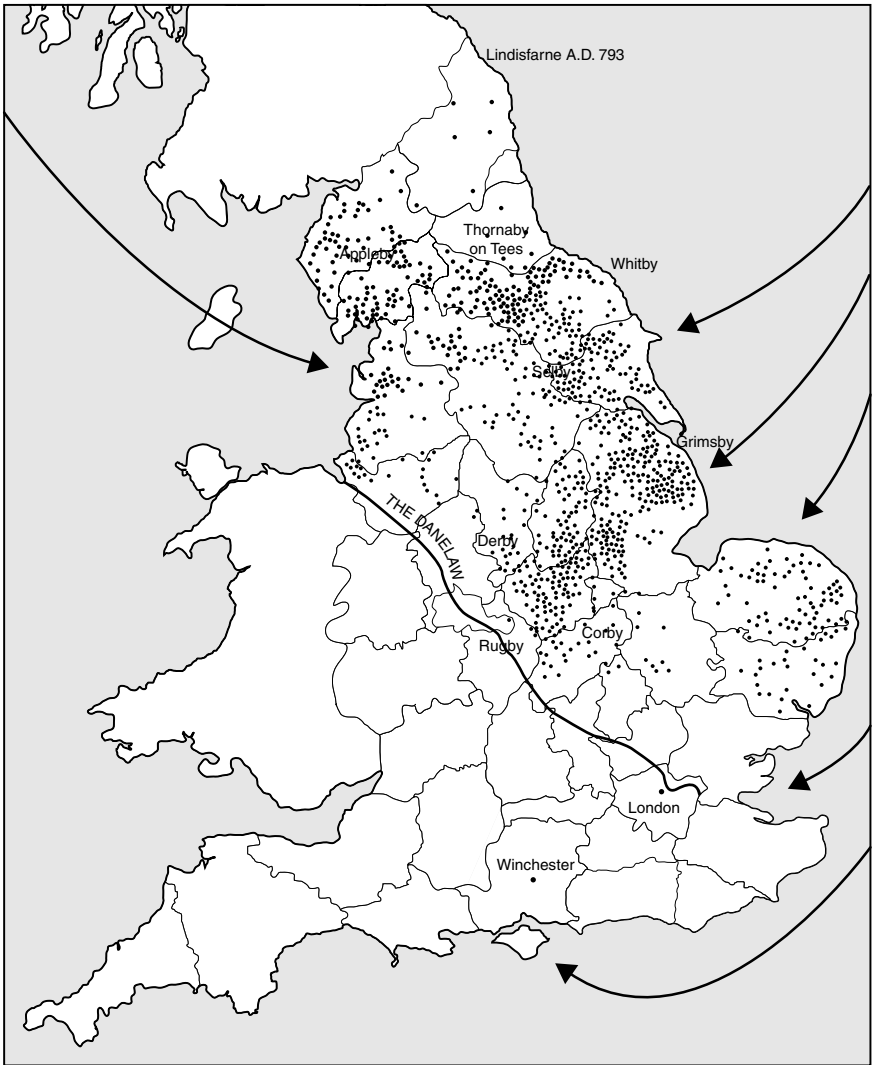 Lindisfarne A.D. 793
Thornaby
on Tees
Appleby
Whitby
Selby
Grimsby
THE DANELAW
Derby
Corby
Rugby
London
Winchester